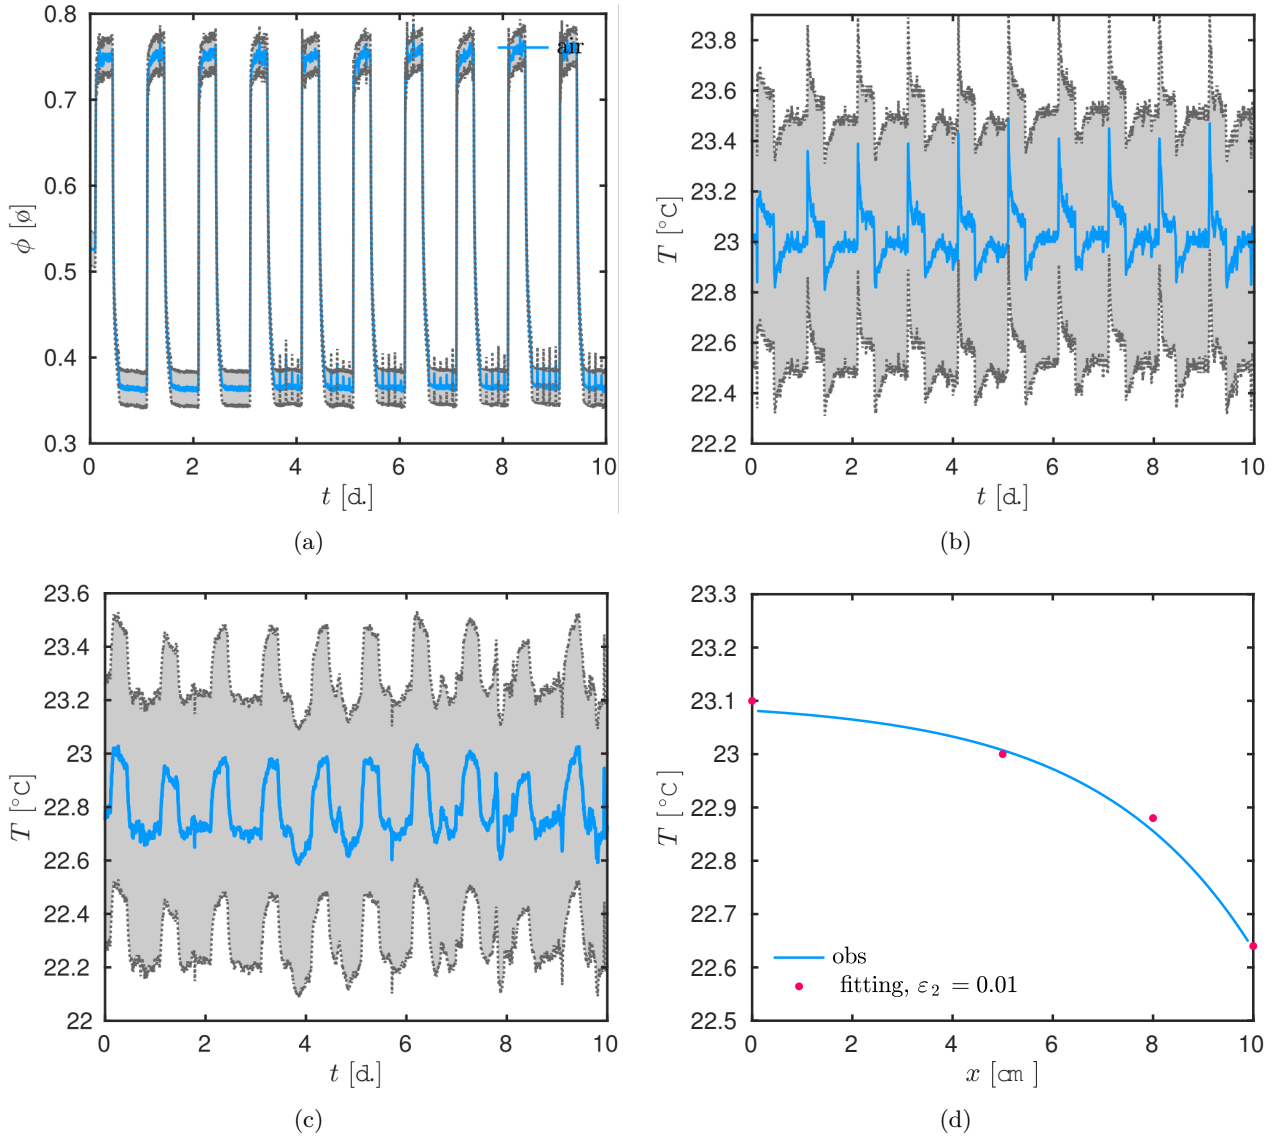 0.8
0.7
0.6
0.5
0.4
0.3
ϕ [ø]
air
0 2 4 6 8 10
t [d.]
(a)
23.8
23.6
23.4
23.2
23
22.8
22.6
22.4
22.2
T [°C]
0 2 4 6 8 10
t [d.]
(b)
23.6
23.4
23.2
23
22.8
22.6
22.4
22.2
22
T [°C]
0 2 4 6 8 10
t [d.]
(c)
23.3
23.2
23.1
23
22.9
22.8
22.7
22.6
22.5
T [°C]
obs
fitting, ε₂ = 0.01
0 2 4 6 8 10
x [cm]
(d)